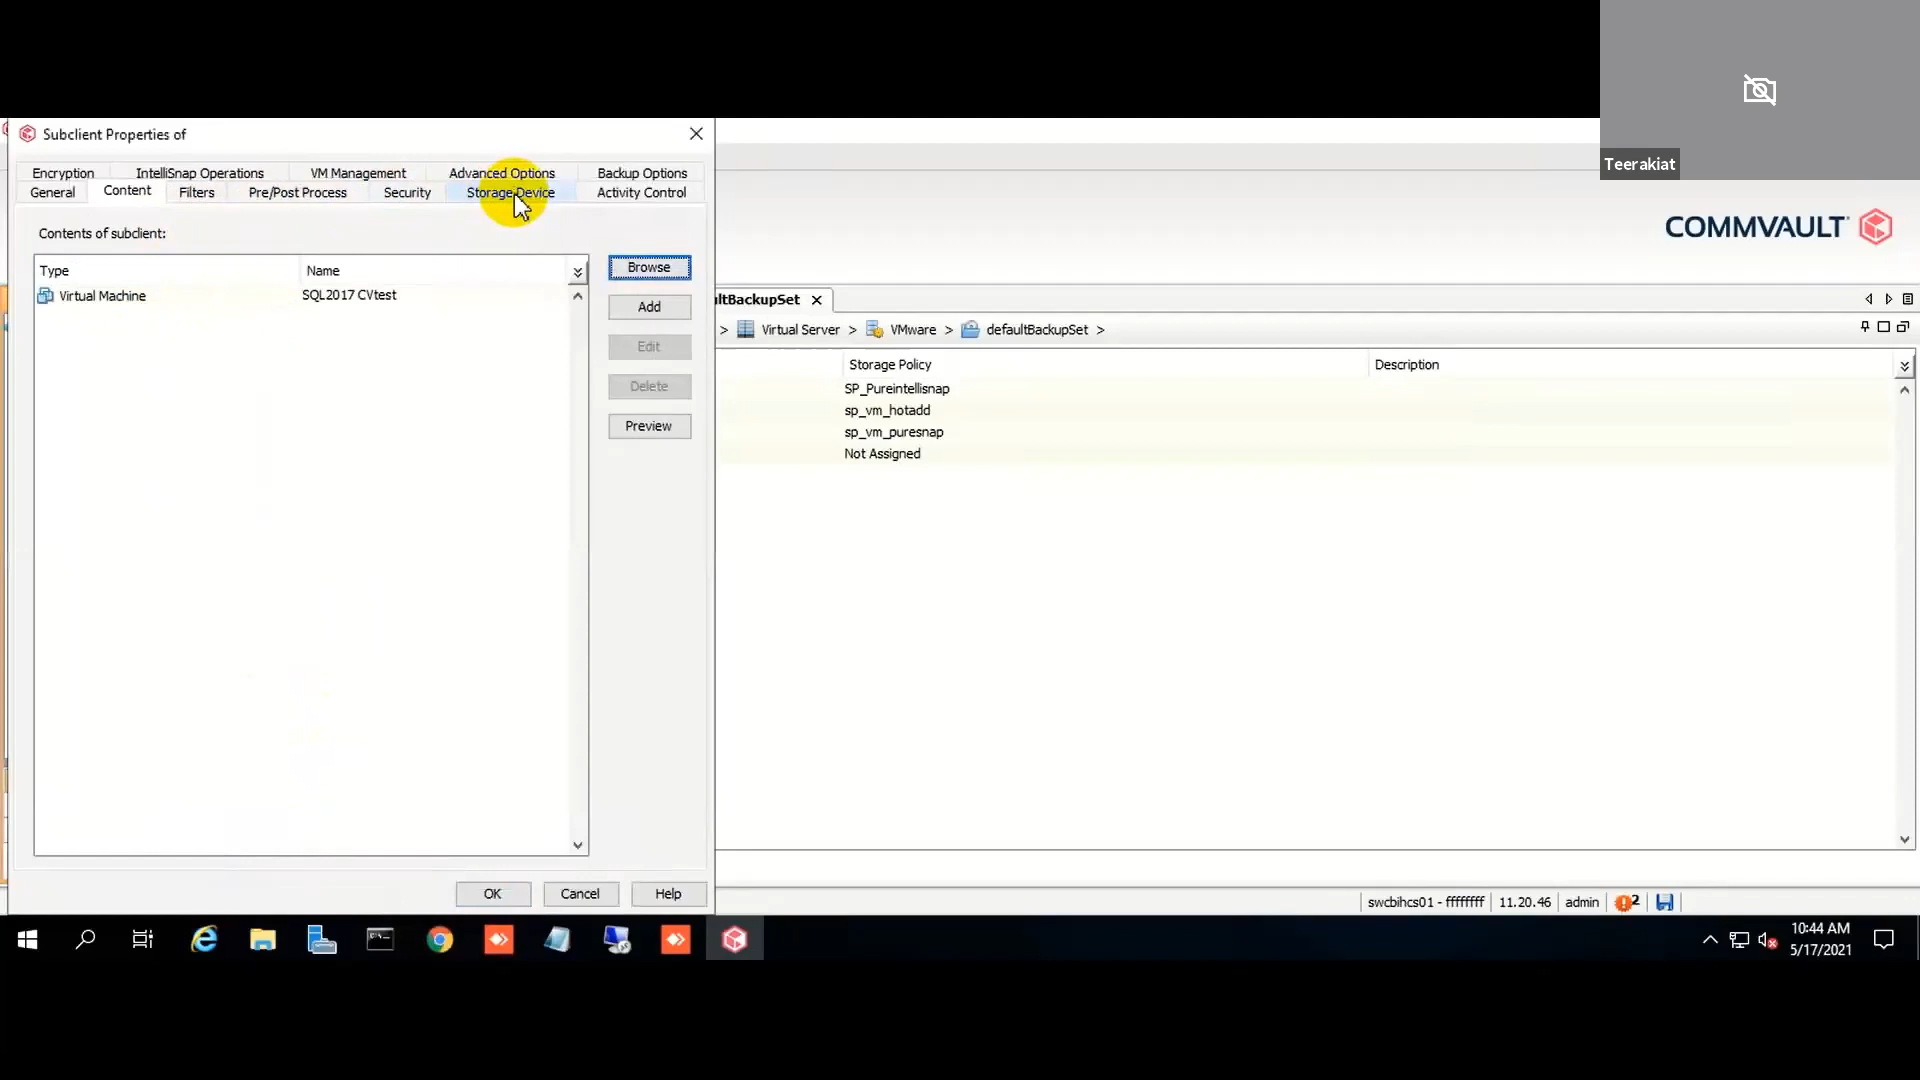 Teerakiat
Subclient Properties of
Encryption IntelliSnap Operations VM Management Advanced Options Backup Options
General Content Filters Pre/Post Process Security Storage Device Activity Control
Contents of subclient:
Type Name
Virtual Machine SQL2017 CVtest
Browse
Add
Edit
Delete
Preview
OK Cancel Help
COMMVAULT
ltBackupSet
> Virtual Server > VMware > defaultBackupSet >
Storage Policy Description
SP_Pureintellisnap
sp_vm_hotadd
sp_vm_puresnap
Not Assigned
swcbihcs01 - ffffffff 11.20.46 admin 2
10:44 AM
5/17/2021